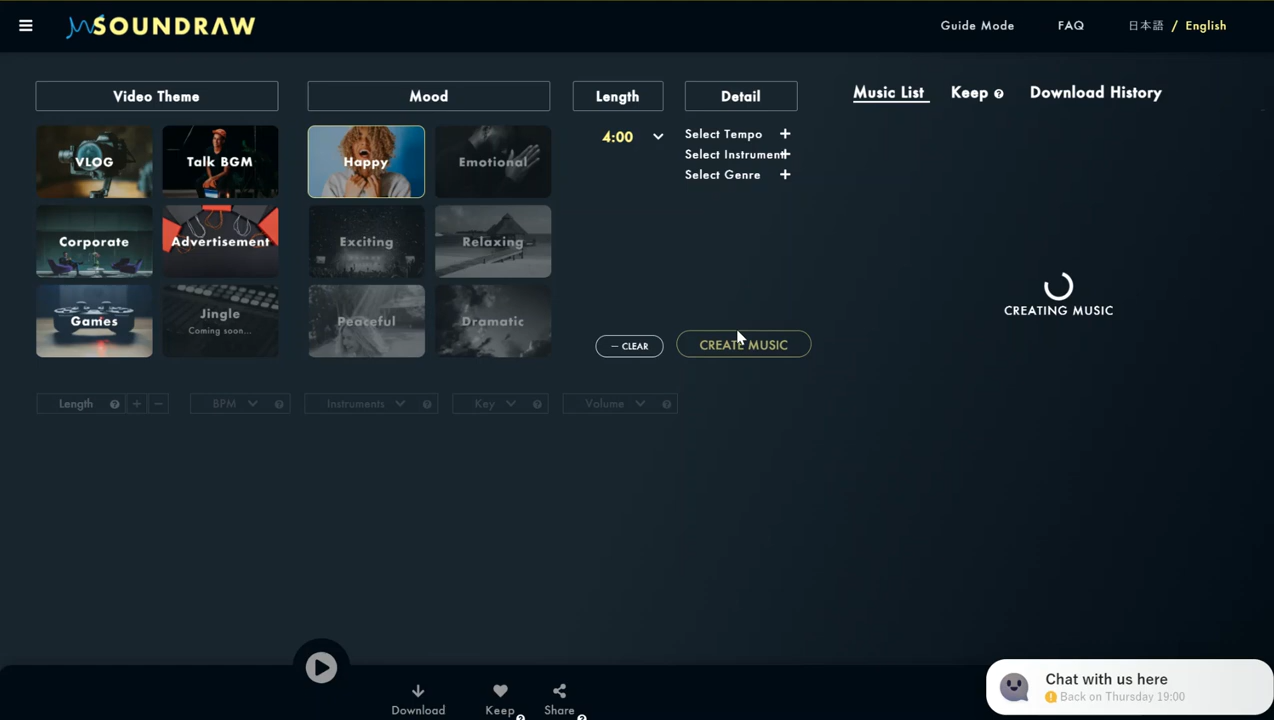 SOUNDRAW
Guide Mode
FAQ
日本語 / English
Video Theme
Mood
Length
Detail
Music List
Keep ?
Download History
VLOG
Talk BGM
Happy
Emotional
4:00
Select Tempo +
Select Instrument +
Select Genre +
Corporate
Advertisement
Exciting
Relaxing
Games
Jingle
Coming soon...
Peaceful
Dramatic
CREATING MUSIC
— CLEAR
CREATE MUSIC
Length ? + −
BPM ?
Instruments ?
Key ?
Volume ?
Download
Keep ?
Share ?
Chat with us here
! Back on Thursday 19:00